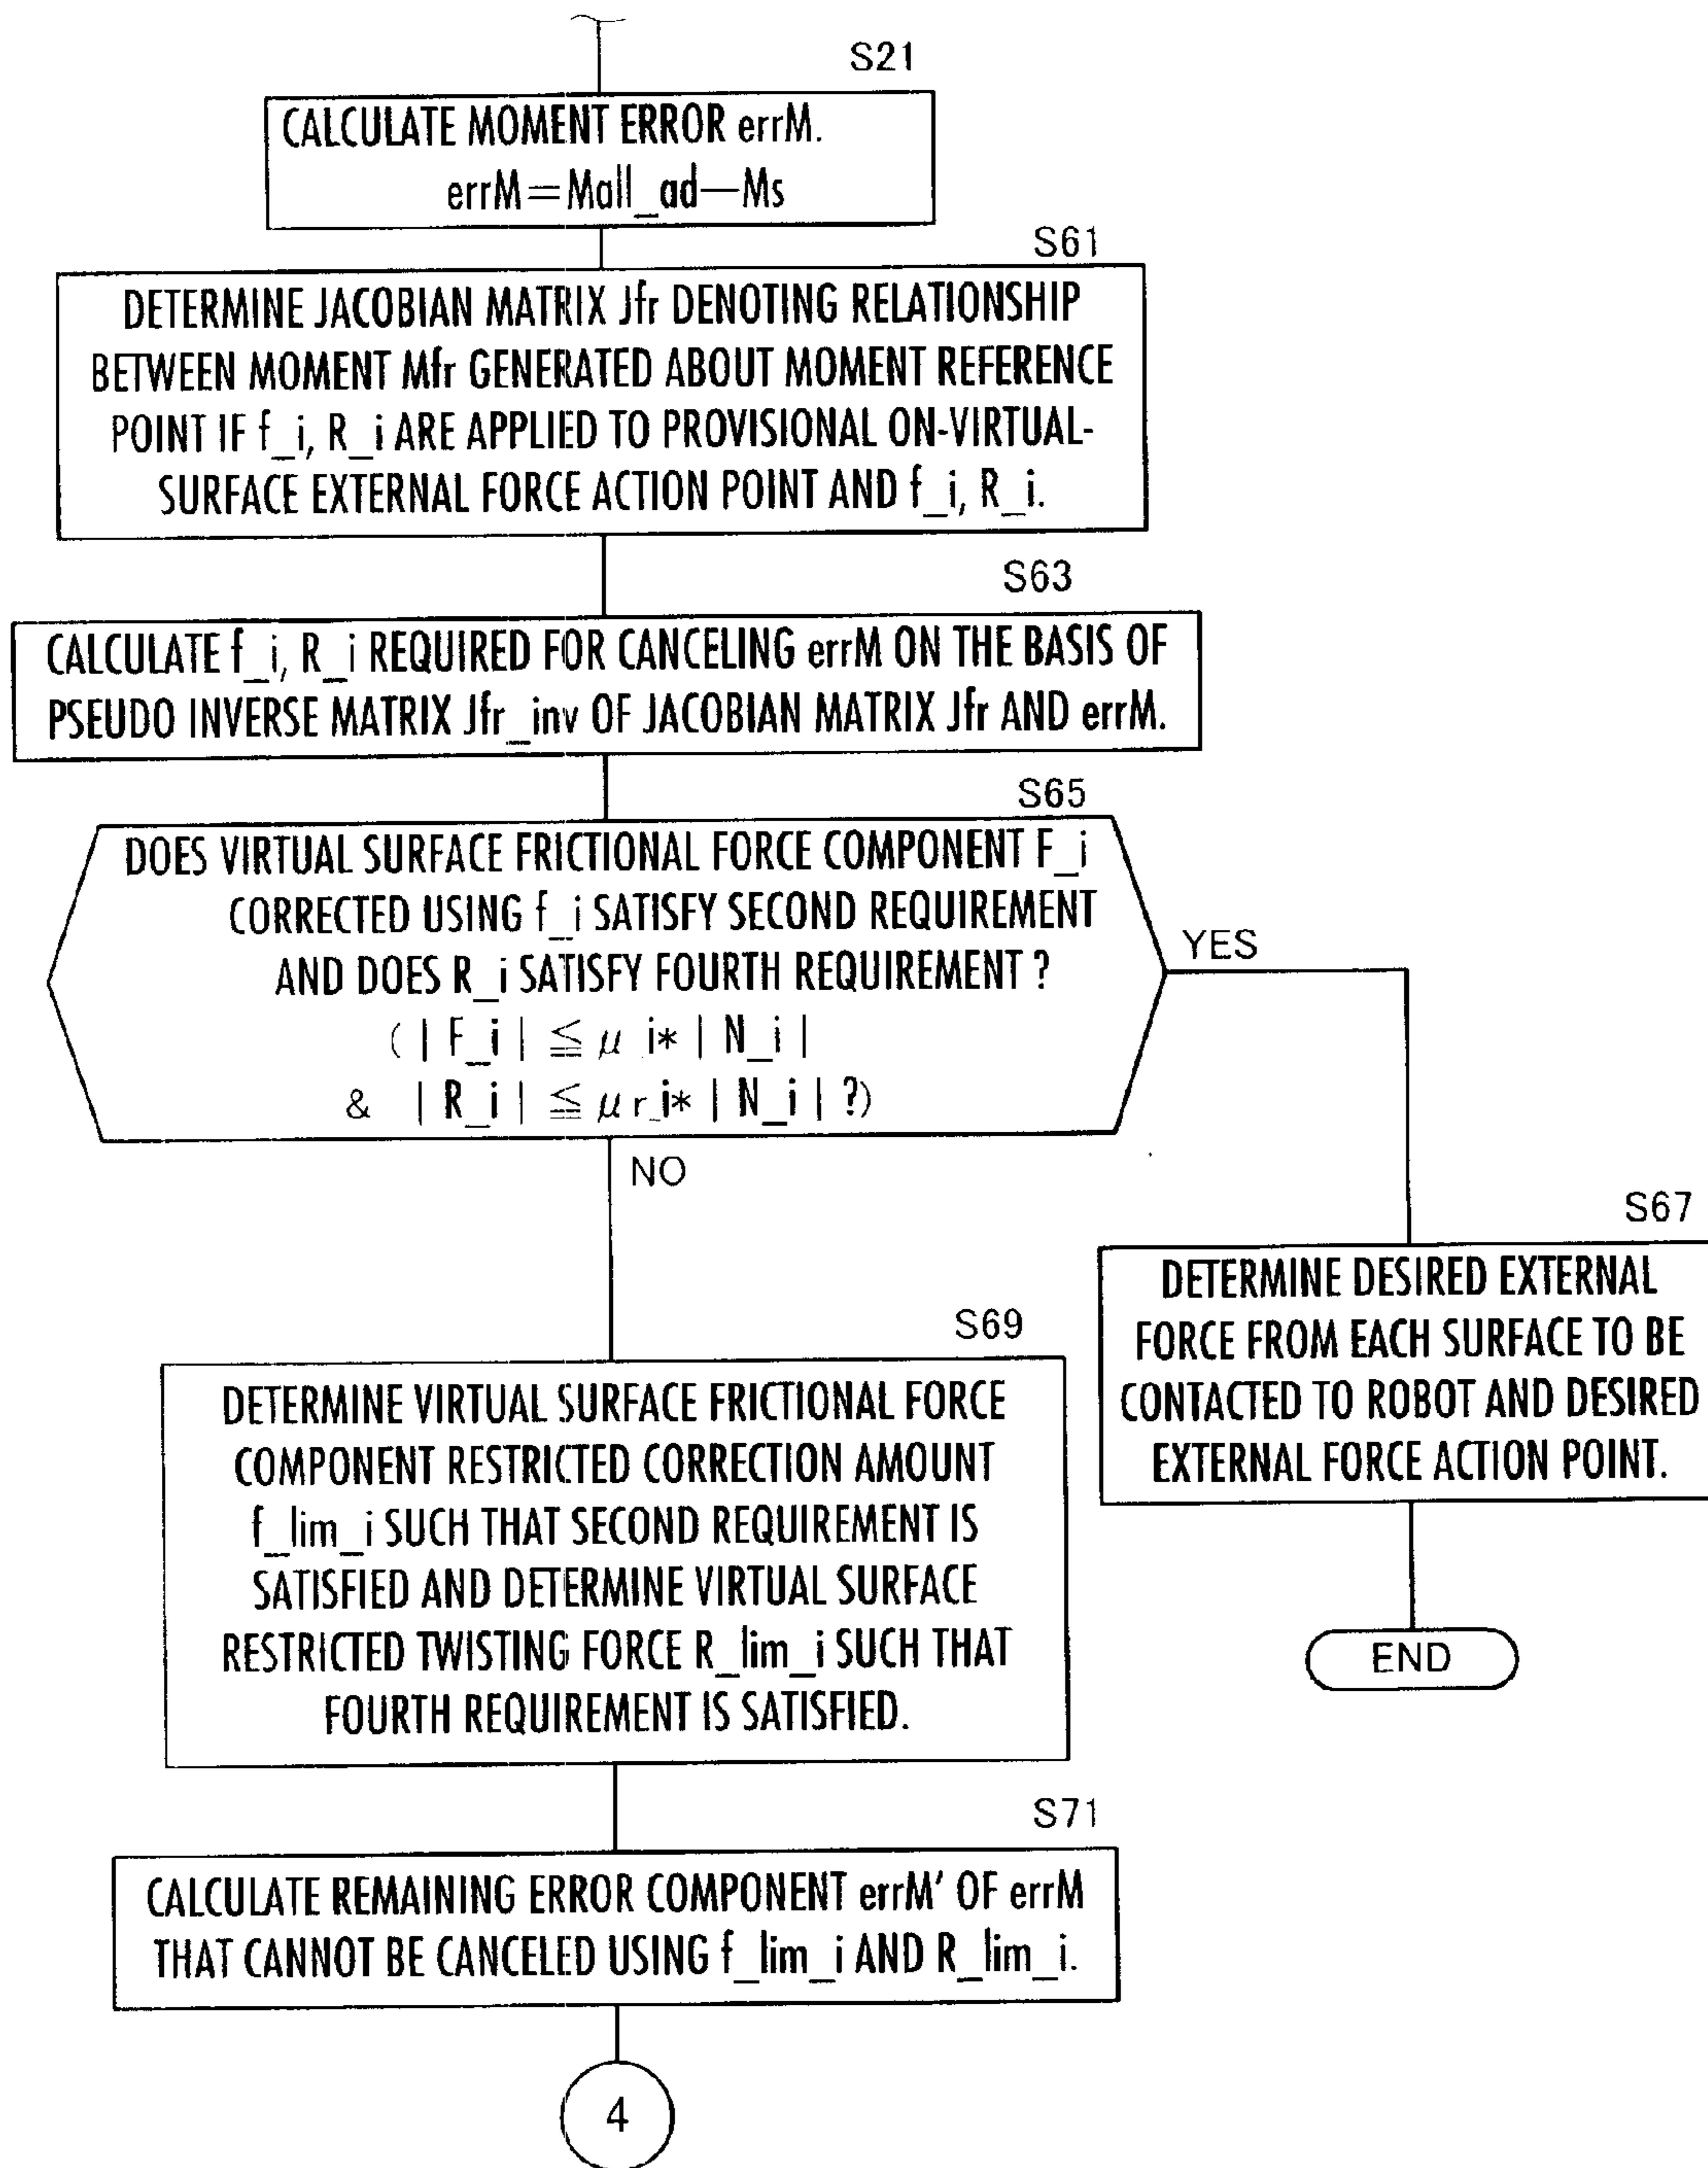 S21
CALCULATE MOMENT ERROR errM.
errM=Mall_ad—Ms
S61
DETERMINE JACOBIAN MATRIX Jfr DENOTING RELATIONSHIP
BETWEEN MOMENT Mfr GENERATED ABOUT MOMENT REFERENCE
POINT IF f_i, R_i ARE APPLIED TO PROVISIONAL ON-VIRTUAL-
SURFACE EXTERNAL FORCE ACTION POINT AND f_i, R_i.
S63
CALCULATE f_i, R_i REQUIRED FOR CANCELING errM ON THE BASIS OF
PSEUDO INVERSE MATRIX Jfr_inv OF JACOBIAN MATRIX Jfr AND errM.
S65
DOES VIRTUAL SURFACE FRICTIONAL FORCE COMPONENT F_i
CORRECTED USING f_i SATISFY SECOND REQUIREMENT
AND DOES R_i SATISFY FOURTH REQUIREMENT ?
( | F_i | ≦ μ_i* | N_i |
& | R_i | ≦ μr_i* | N_i | ?)
YES
NO
S67
DETERMINE DESIRED EXTERNAL
FORCE FROM EACH SURFACE TO BE
CONTACTED TO ROBOT AND DESIRED
EXTERNAL FORCE ACTION POINT.
END
S69
DETERMINE VIRTUAL SURFACE FRICTIONAL FORCE
COMPONENT RESTRICTED CORRECTION AMOUNT
f_lim_i SUCH THAT SECOND REQUIREMENT IS
SATISFIED AND DETERMINE VIRTUAL SURFACE
RESTRICTED TWISTING FORCE R_lim_i SUCH THAT
FOURTH REQUIREMENT IS SATISFIED.
S71
CALCULATE REMAINING ERROR COMPONENT errM' OF errM
THAT CANNOT BE CANCELED USING f_lim_i AND R_lim_i.
4